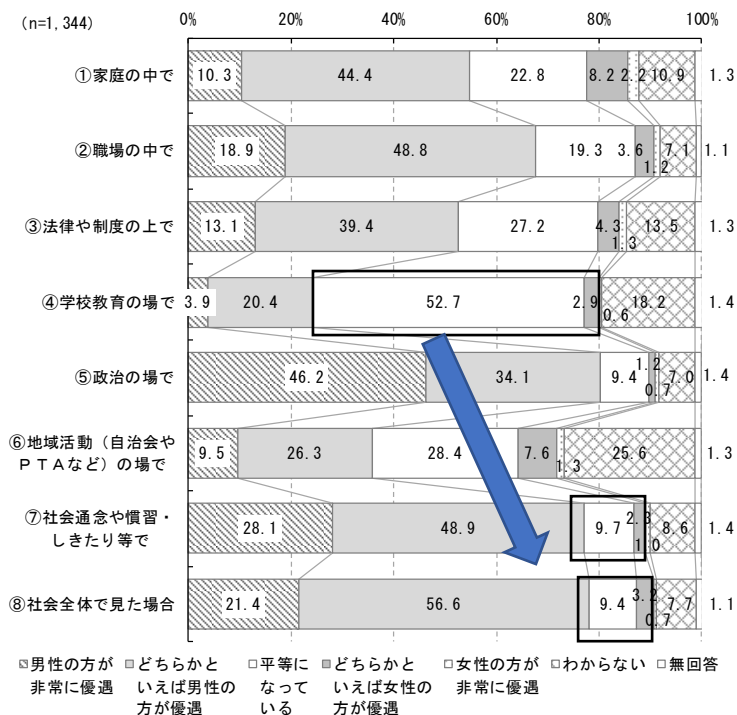 (n=1,344)
0% 20% 40% 60% 80% 100%
①家庭の中で 10.3 44.4 22.8 8.2 2.2 10.9 1.3
②職場の中で 18.9 48.8 19.3 3.6 1.2 7.1 1.1
③法律や制度の上で 13.1 39.4 27.2 4.3 1.3 13.5 1.3
④学校教育の場で 3.9 20.4 52.7 2.9 0.6 18.2 1.4
⑤政治の場で 46.2 34.1 9.4 1.2 0.7 7.0 1.4
⑥地域活動（自治会や
ＰＴＡなど）の場で 9.5 26.3 28.4 7.6 1.3 25.6 1.3
⑦社会通念や慣習・
しきたり等で 28.1 48.9 9.7 2.3 1.0 8.6 1.4
⑧社会全体で見た場合 21.4 56.6 9.4 3.2 0.7 7.7 1.1
男性の方が
非常に優遇
どちらかと
いえば男性の
方が優遇
平等に
なって
いる
どちらかと
いえば女性の
方が優遇
女性の方が
非常に優遇
わからない
無回答